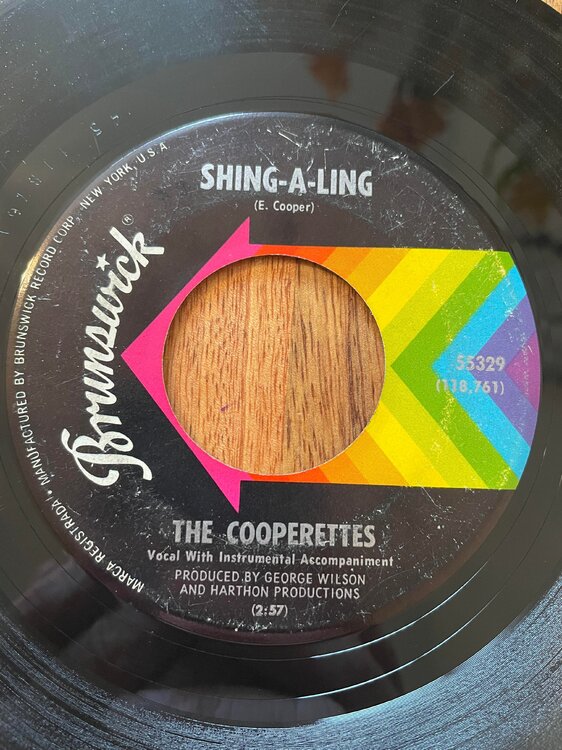 SHING-A-LING
(E. Cooper)
Brunswick®
55329
(118,761)
THE COOPERETTES
Vocal With Instrumental Accompaniment
PRODUCED BY GEORGE WILSON
AND HARTHON PRODUCTIONS
(2:57)
MARCA REGISTRADA • MANUFACTURED BY BRUNSWICK RECORD CORP., NEW YORK, U.S.A